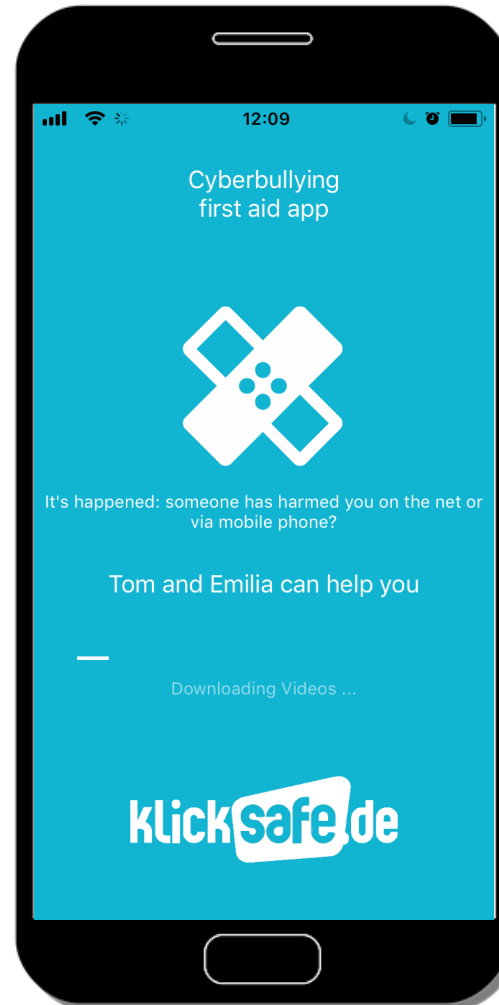 12:09
Cyberbullying
first aid app
It's happened: someone has harmed you on the net or
via mobile phone?
Tom and Emilia can help you
Downloading Videos ...
klicksafe.de